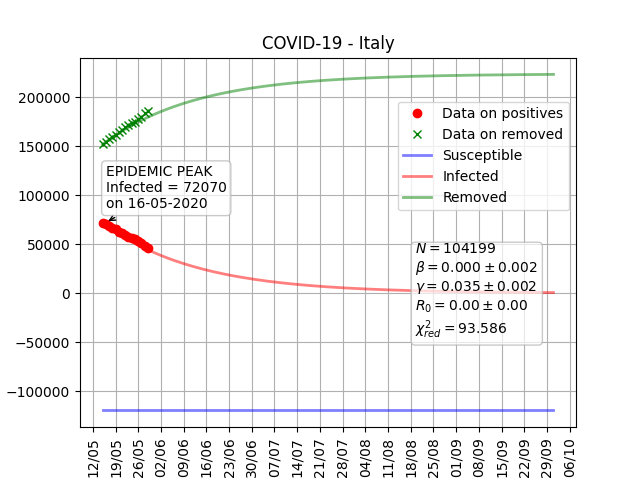 COVID-19 - Italy
200000
150000
100000
50000
0
−50000
−100000
EPIDEMIC PEAK
Infected = 72070
on 16-05-2020
Data on positives
Data on removed
Susceptible
Infected
Removed
N = 104199
β = 0.000 ± 0.002
γ = 0.035 ± 0.002
R₀ = 0.00 ± 0.00
χ²red = 93.586
12/05
19/05
26/05
02/06
09/06
16/06
23/06
30/06
07/07
14/07
21/07
28/07
04/08
11/08
18/08
25/08
01/09
08/09
15/09
22/09
29/09
06/10